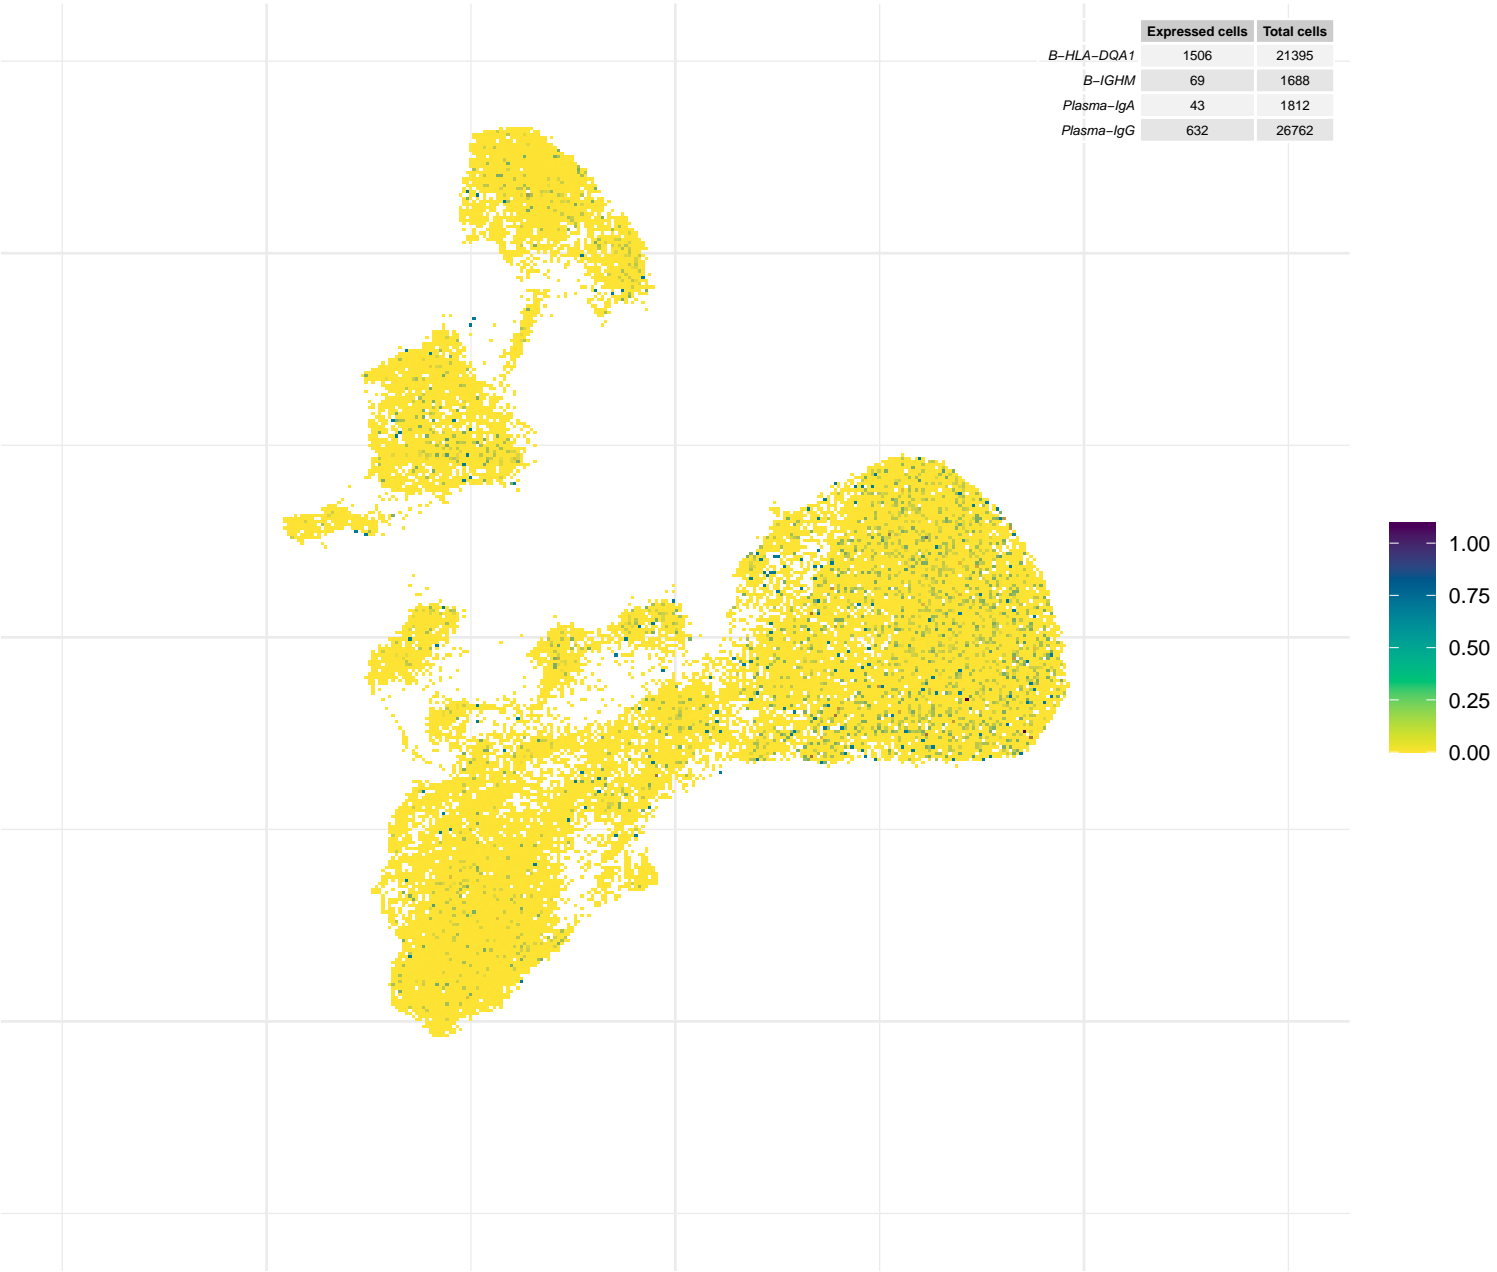 Expressed cells Total cells
B−HLA−DQA1 1506 21395
B−IGHM 69 1688
Plasma−IgA 43 1812
Plasma−IgG 632 26762
1.00
0.75
0.50
0.25
0.00